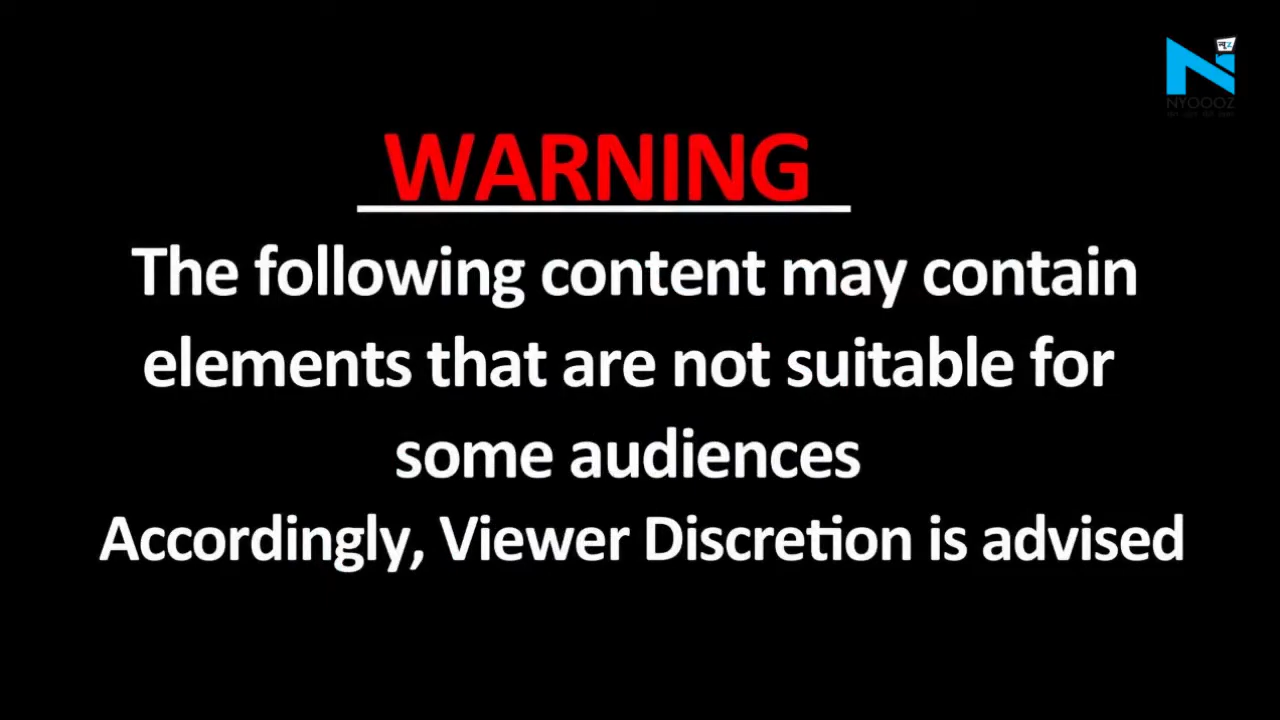 NYOOOZ
WARNING
The following content may contain
elements that are not suitable for
some audiences
Accordingly, Viewer Discretion is advised